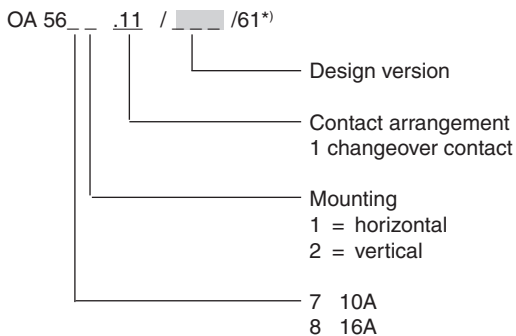 OA 56_ _ .11 / _ _ _ /61*)
Design version
Contact arrangement
1 changeover contact
Mounting
1 = horizontal
2 = vertical
7 10A
8 16A